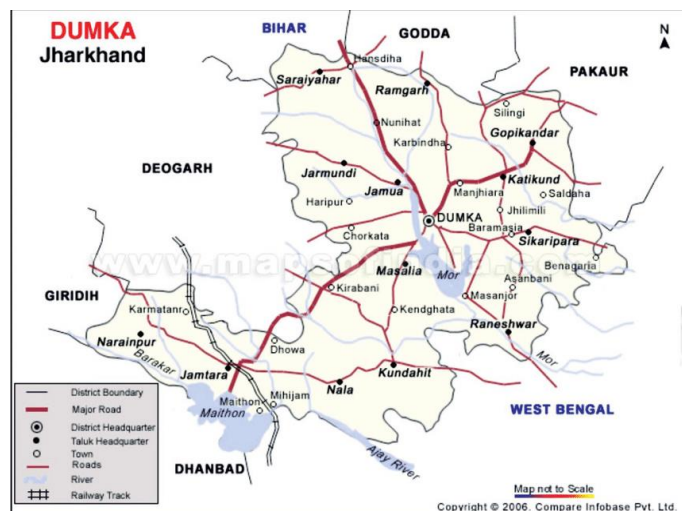 DUMKA
Jharkhand
BIHAR
GODDA
N
PAKAUR
DEOGARH
GIRIDIH
DHANBAD
WEST BENGAL
Hansdiha
Saraiyahar
Ramgarh
Silingi
Nunihat
Gopikandar
Karbindha
Jarmundi
Katikund
Jamua
Manjhiara
Saldaha
Haripur
Jhilimili
DUMKA
Baramasia
Chorkata
Sikaripara
www.mapsofindia.com
Masalia
Mor
Benagaria
Asanbani
Kirabani
Masanjor
Karmatanr
Kendghata
Raneshwar
Narainpur
Dhowa
Mor
Barakar
Jamtara
Kundahit
Nala
Maithon
Mihijam
Maithon
Ajay River
District Boundary
Major Road
District Headquarter
Taluk Headquarter
Town
Roads
River
Railway Track
Map not to Scale
Copyright © 2006, Compare Infobase Pvt. Ltd.